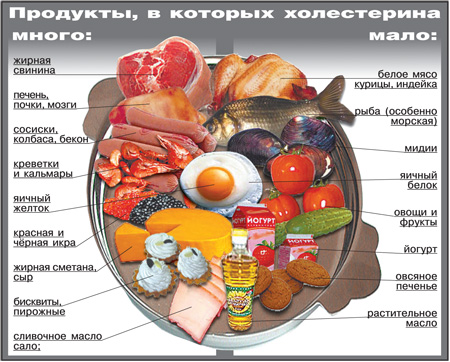 Продукты, в которых холестерина
много:
мало:
жирная
свинина
печень,
почки, мозги
сосиски,
колбаса, бекон
креветки
и кальмары
яичный
желток
красная и
чёрная икра
жирная сметана,
сыр
бисквиты,
пирожные
сливочное масло
сало;
белое мясо
курицы, индейка
рыба (особенно
морская)
мидии
яичный
белок
овощи и
фрукты
йогурт
овсяное
печенье
растительное
масло
ЙОГУРТ